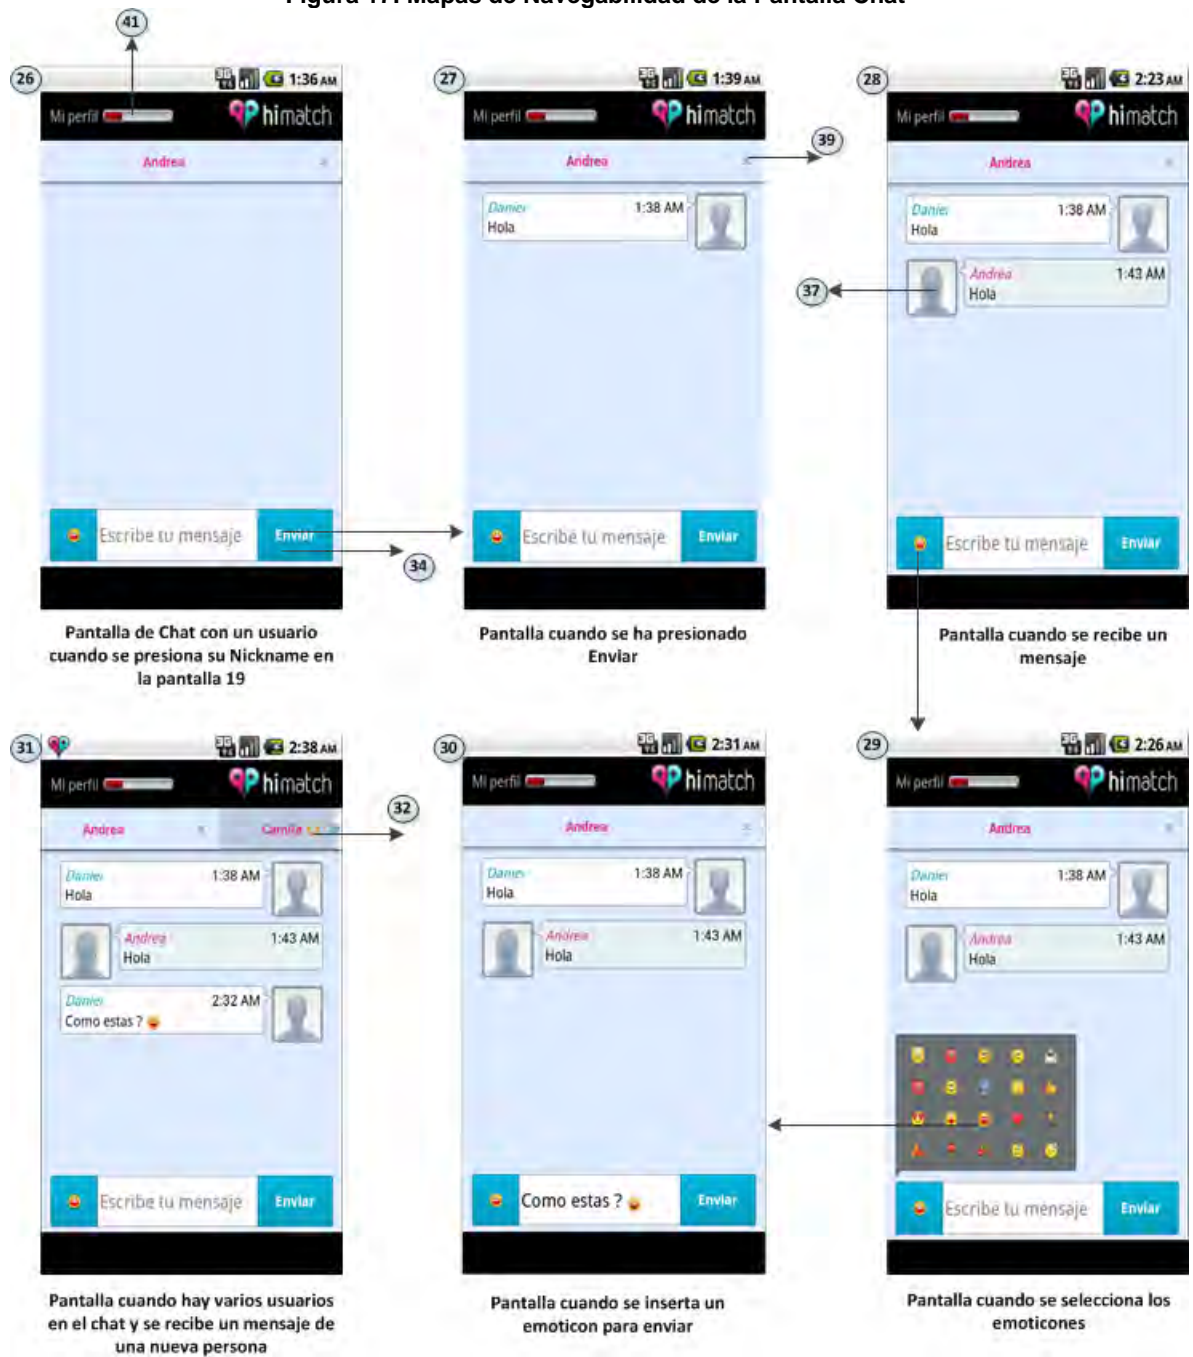 Figura 17. Mapas de Navegabilidad de la Pantalla Chat
41
26
1:36 AM
Mi perfil
himatch
Andrea
Escribe tu mensaje
Enviar
34
Pantalla de Chat con un usuario
cuando se presiona su Nickname en
la pantalla 19
27
1:39 AM
Mi perfil
himatch
Andrea
39
Daniel
1:38 AM
Hola
Escribe tu mensaje
Enviar
Pantalla cuando se ha presionado
Enviar
28
2:23 AM
Mi perfil
himatch
Andrea
Daniel
1:38 AM
Hola
37
Andrea
1:43 AM
Hola
Escribe tu mensaje
Enviar
Pantalla cuando se recibe un
mensaje
31
2:38 AM
Mi perfil
himatch
Andrea
Camila
32
Daniel
1:38 AM
Hola
Andrea
1:43 AM
Hola
Daniel
2:32 AM
Como estas ?
Escribe tu mensaje
Enviar
Pantalla cuando hay varios usuarios
en el chat y se recibe un mensaje de
una nueva persona
30
2:31 AM
Mi perfil
himatch
Andrea
Daniel
1:38 AM
Hola
Andrea
1:43 AM
Hola
Como estas ?
Enviar
Pantalla cuando se inserta un
emoticon para enviar
29
2:26 AM
Mi perfil
himatch
Andrea
Daniel
1:38 AM
Hola
Andrea
1:43 AM
Hola
Escribe tu mensaje
Enviar
Pantalla cuando se selecciona los
emoticones